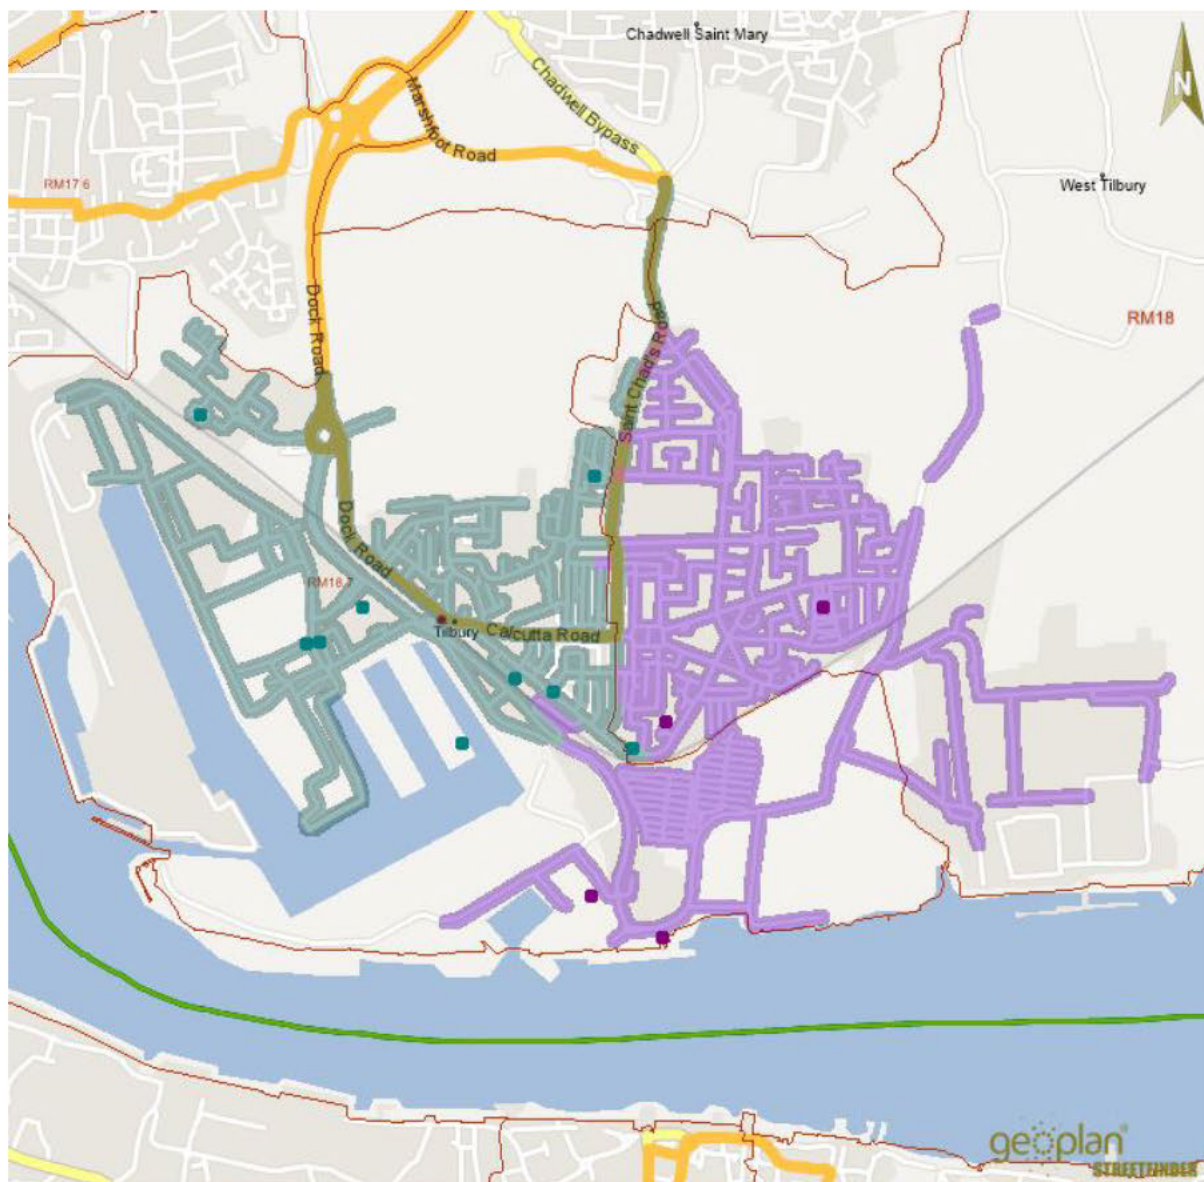 Chadwell Saint Mary
Chadwell Bypass
N
Marshfoot Road
RM17 6
West Tilbury
Dock Road
RM18
Saint Chad's Road
Dock Road
RM18 7
Tilbury
Calcutta Road
geoplan
STREETFINDER